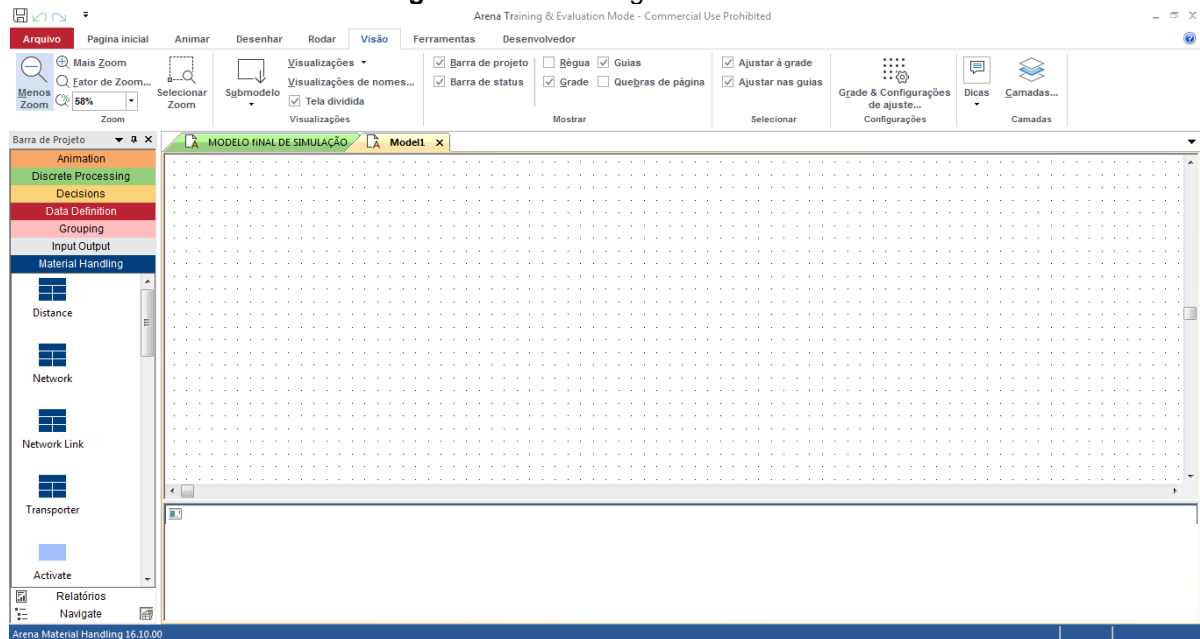 Arena Training & Evaluation Mode - Commercial Use Prohibited
Arquivo Pagina inicial Animar Desenhar Rodar Visão Ferramentas Desenvolvedor
Menos Zoom
Mais Zoom
Fator de Zoom...
58%
Selecionar Zoom
Zoom
Submodelo
Visualizações
Visualizações de nomes...
Tela dividida
Visualizações
Barra de projeto Régua Guias
Barra de status Grade Quebras de página
Mostrar
Ajustar à grade
Ajustar nas guias
Selecionar
Grade & Configurações
de ajuste...
Configurações
Dicas
Camadas...
Camadas
Barra de Projeto
MODELO fINAL DE SIMULAÇÃO Model1
Animation
Discrete Processing
Decisions
Data Definition
Grouping
Input Output
Material Handling
Distance
Network
Network Link
Transporter
Activate
Relatórios
Navigate
Arena Material Handling 16.10.00